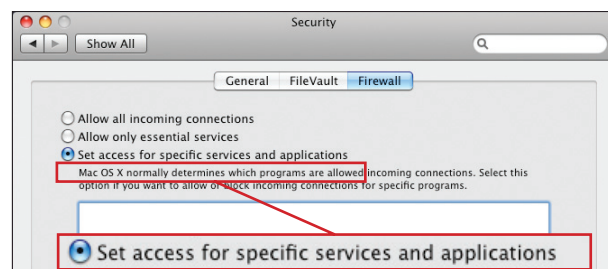 Security
Show All
General FileVault Firewall
Allow all incoming connections
Allow only essential services
Set access for specific services and applications
Mac OS X normally determines which programs are allowed incoming connections. Select this
option if you want to allow or block incoming connections for specific programs.
Set access for specific services and applications